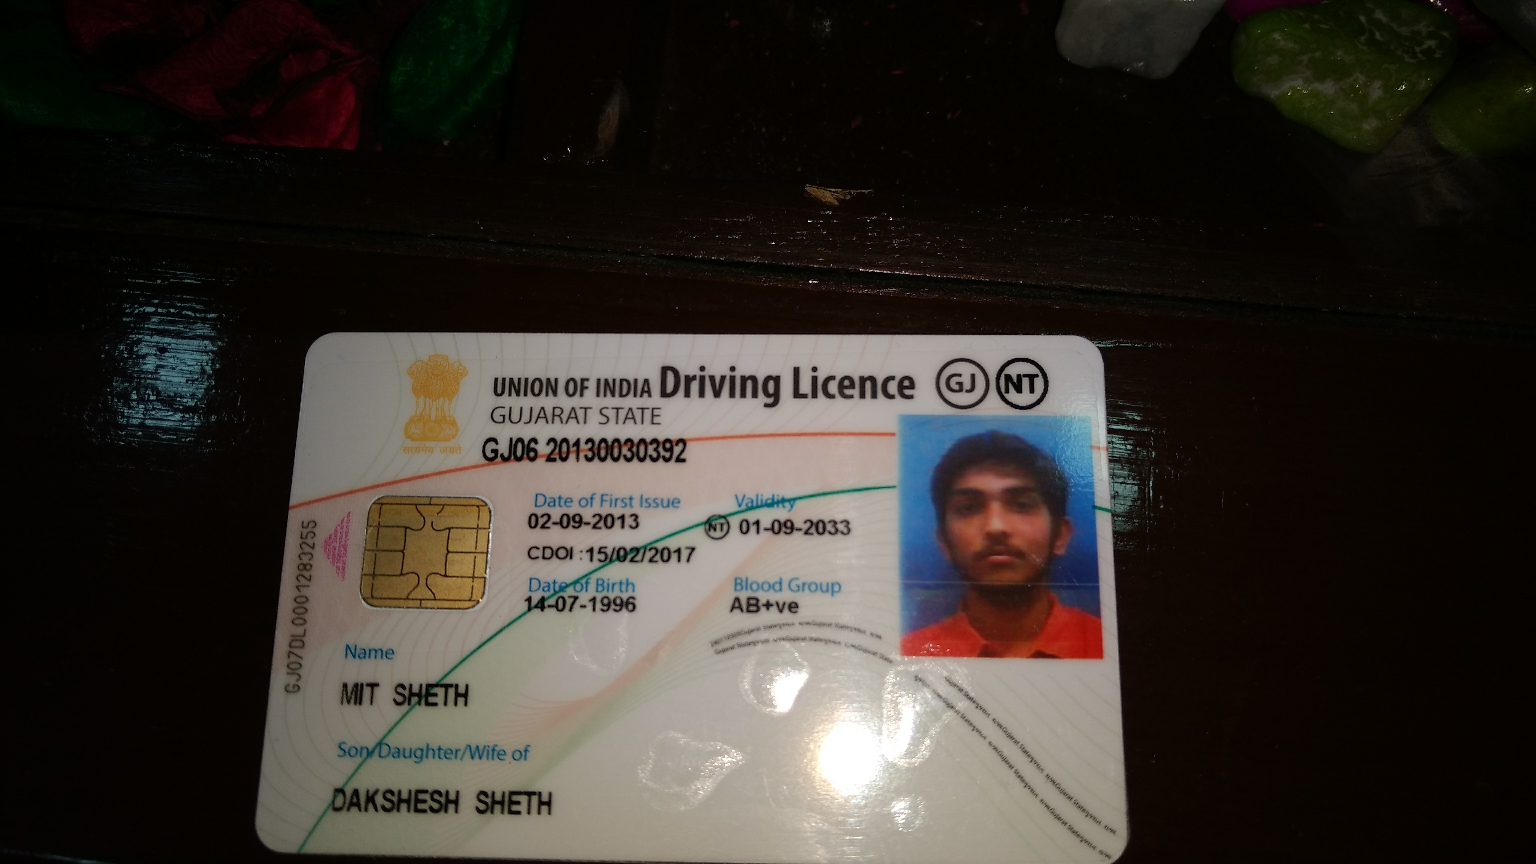 UNION OF INDIA Driving Licence GJ NT
GUJARAT STATE
सत्यमेव जयते
GJ06 20130030392
Date of First Issue Validity
02-09-2013 NT 01-09-2033
CDOI : 15/02/2017
Date of Birth Blood Group
14-07-1996 AB+ve
GJ07DL0001283255
Name
MIT SHETH
Son/Daughter/Wife of
DAKSHESH SHETH